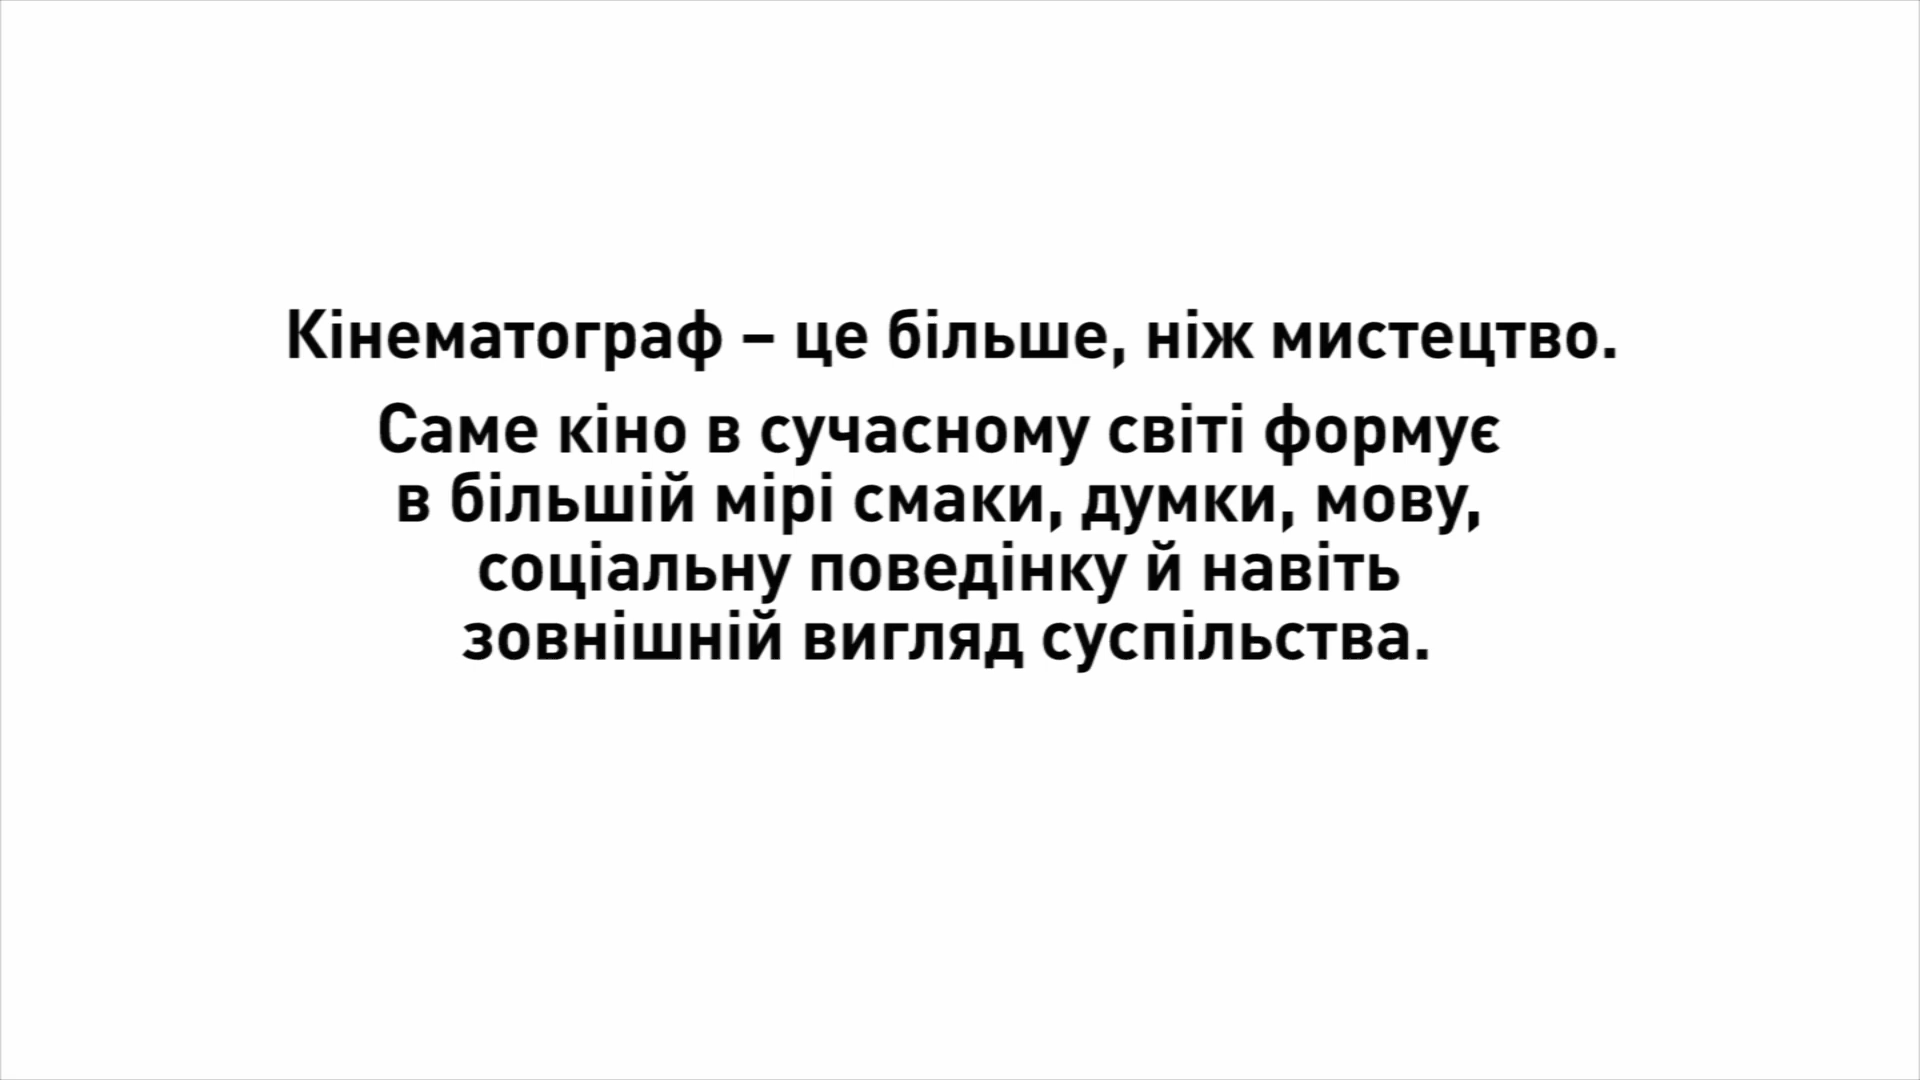 Кінематограф – це більше, ніж мистецтво.
Саме кіно в сучасному світі формує
в більшій мірі смаки, думки, мову,
соціальну поведінку й навіть
зовнішній вигляд суспільства.